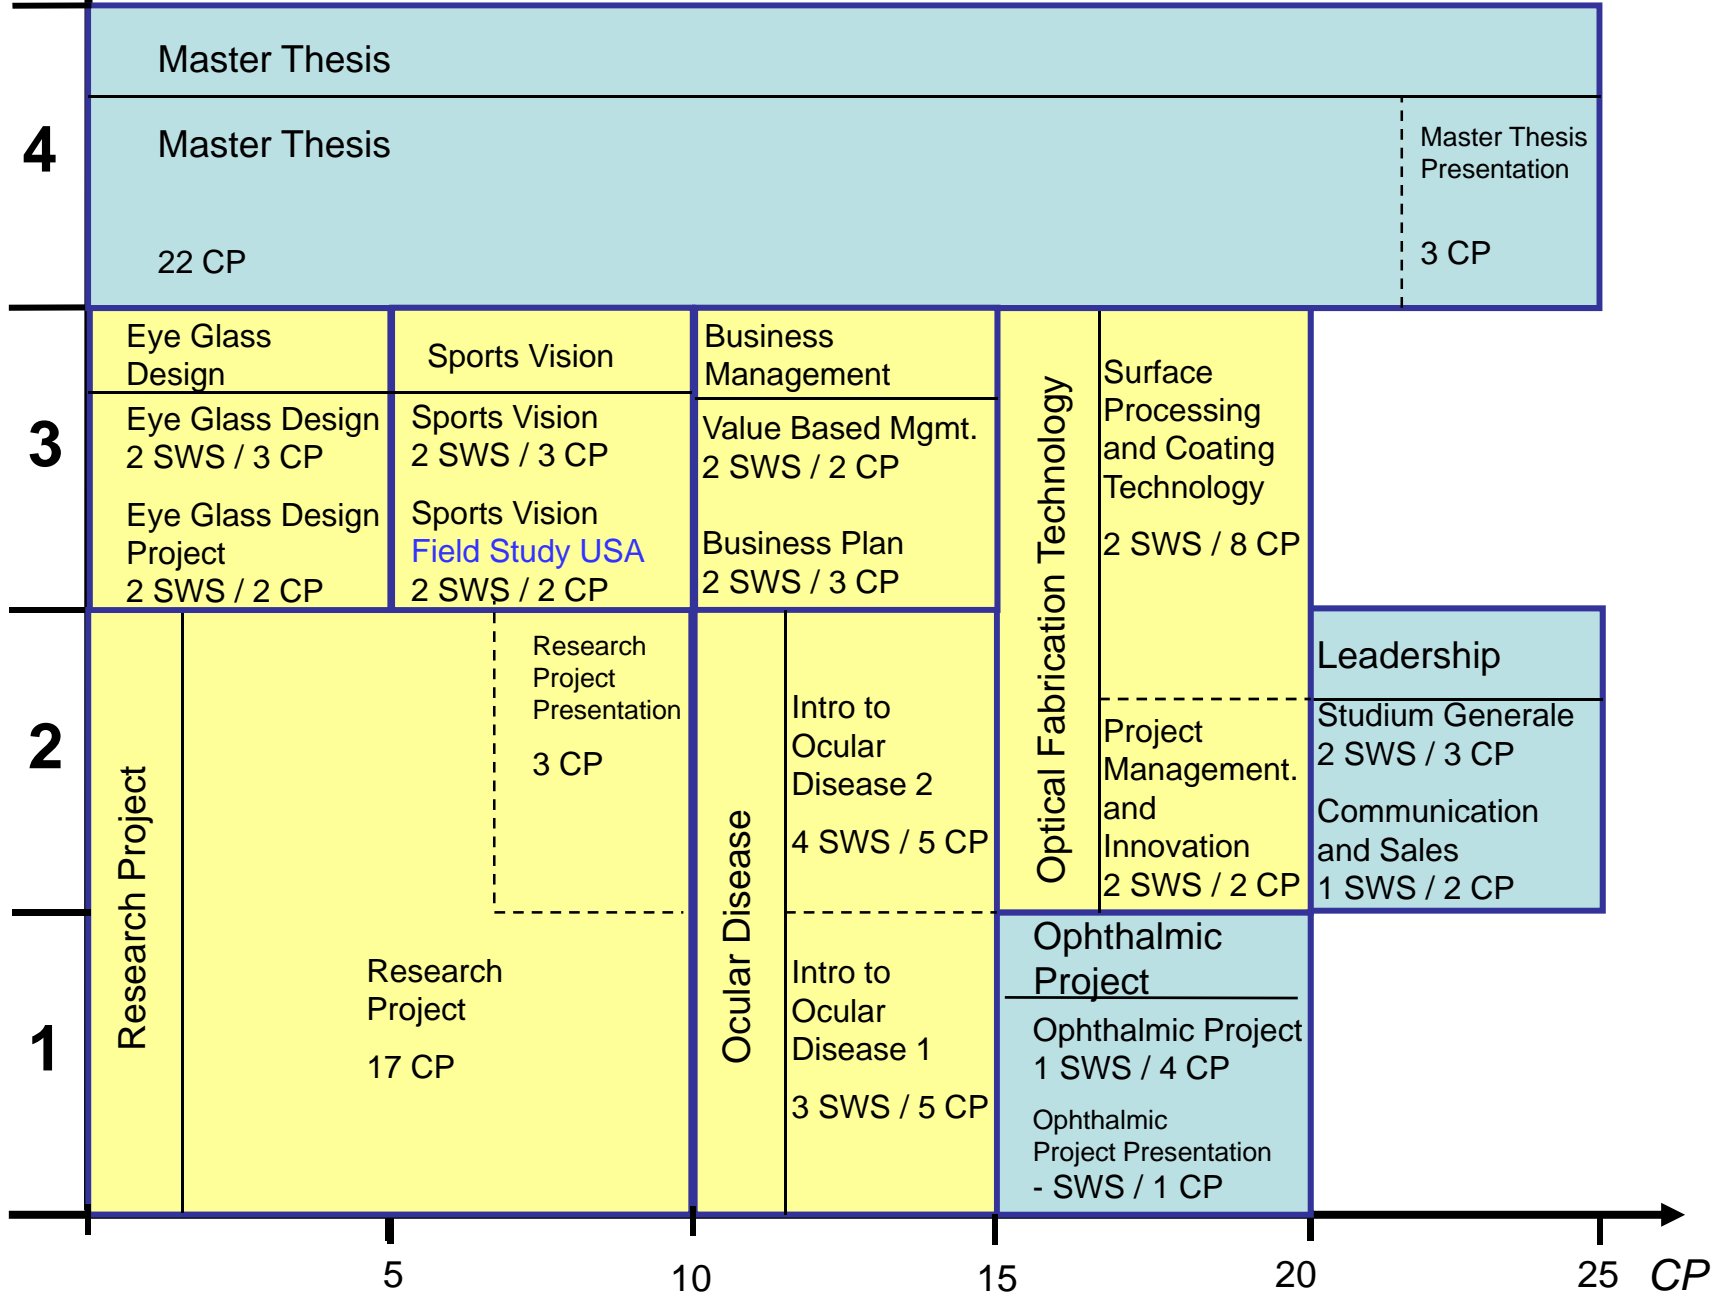 4
Master Thesis
Master Thesis
22 CP
Master Thesis
Presentation
3 CP
3
Eye Glass
Design
Eye Glass Design
2 SWS / 3 CP
Eye Glass Design
Project
2 SWS / 2 CP
Sports Vision
Sports Vision
2 SWS / 3 CP
Sports Vision
Field Study USA
2 SWS / 2 CP
Business
Management
Value Based Mgmt.
2 SWS / 2 CP
Business Plan
2 SWS / 3 CP
Optical Fabrication Technology
Surface
Processing
and Coating
Technology
2 SWS / 8 CP
Project
Management.
and
Innovation
2 SWS / 2 CP
2
Research Project
Research
Project
Presentation
3 CP
Research
Project
17 CP
Ocular Disease
Intro to
Ocular
Disease 2
4 SWS / 5 CP
Intro to
Ocular
Disease 1
3 SWS / 5 CP
Leadership
Studium Generale
2 SWS / 3 CP
Communication
and Sales
1 SWS / 2 CP
1
Ophthalmic
Project
Ophthalmic Project
1 SWS / 4 CP
Ophthalmic
Project Presentation
- SWS / 1 CP
5
10
15
20
25
CP